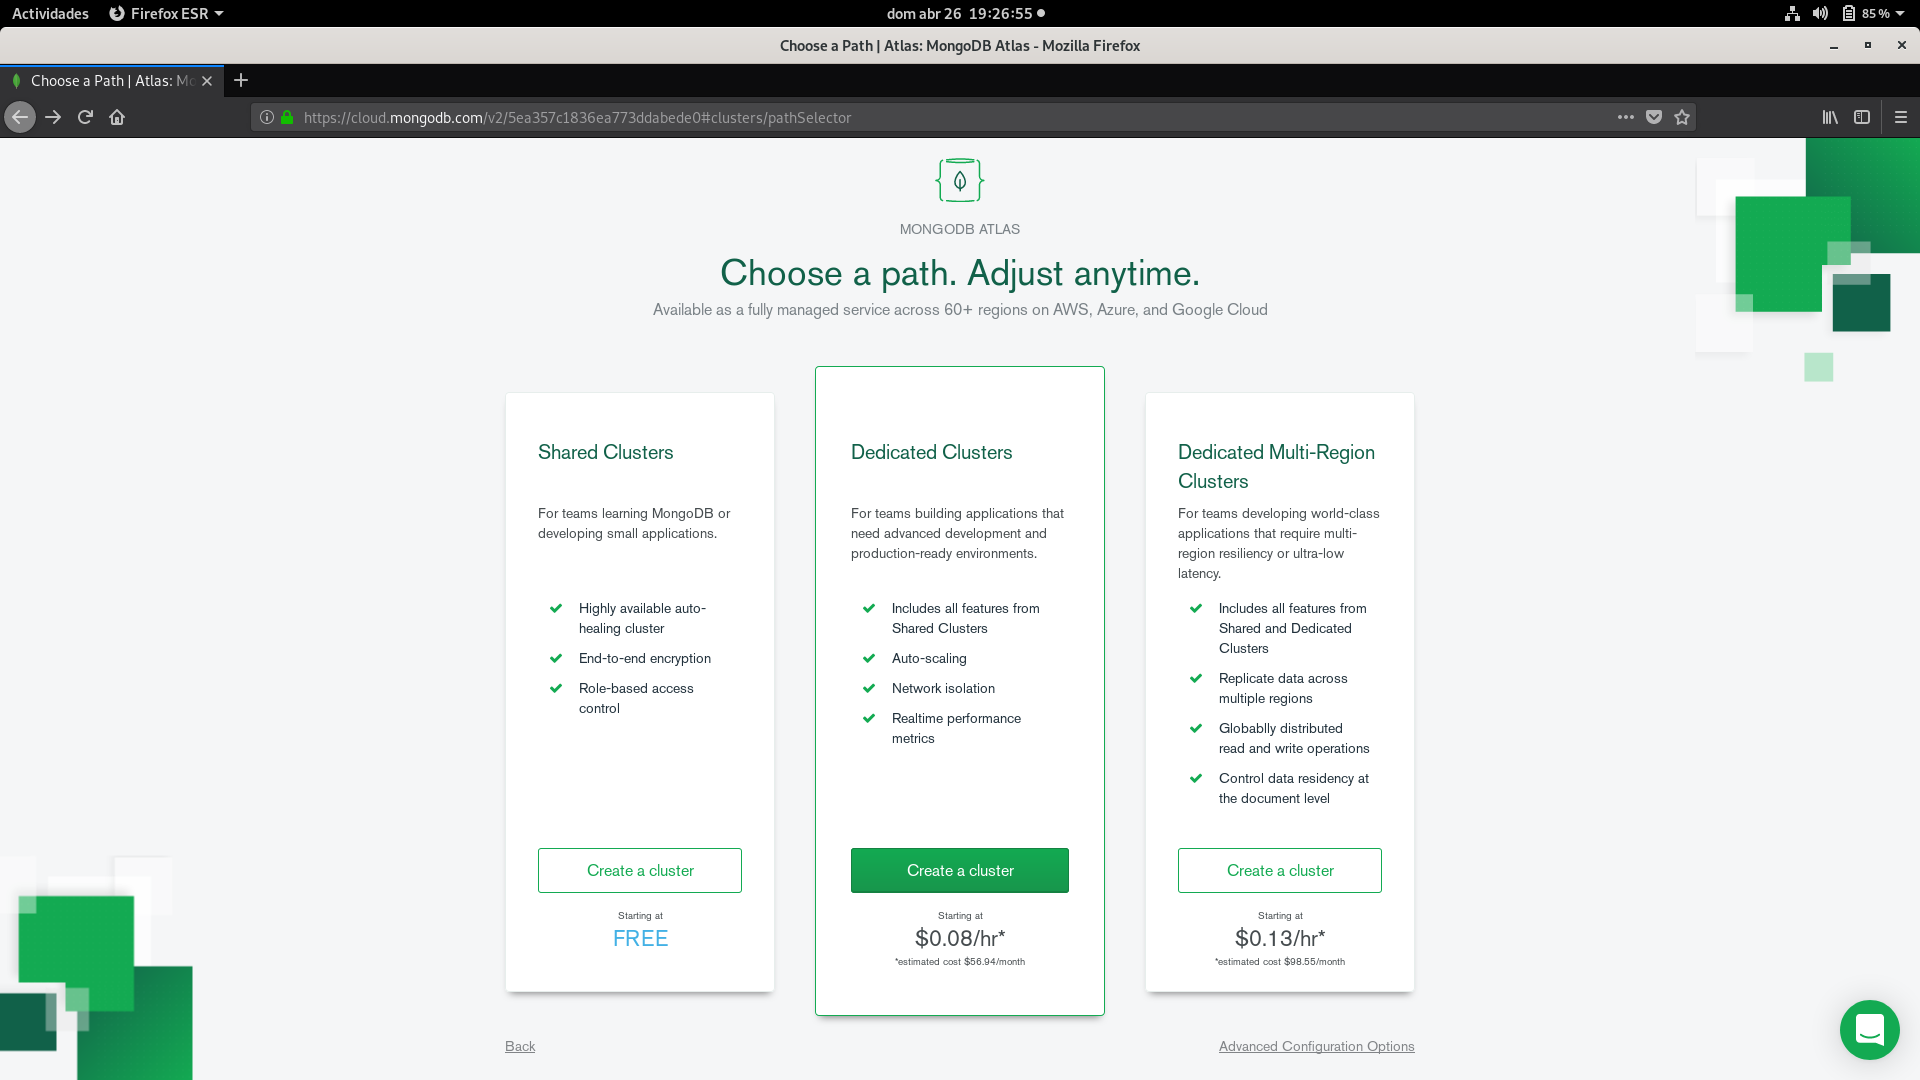 Actividades
Firefox ESR
dom abr 26 19:26:55
85%
Choose a Path | Atlas: MongoDB Atlas - Mozilla Firefox
Choose a Path | Atlas: Mo
https://cloud.mongodb.com/v2/5ea357c1836ea773ddabede0#clusters/pathSelector
MONGODB ATLAS
Choose a path. Adjust anytime.
Available as a fully managed service across 60+ regions on AWS, Azure, and Google Cloud
Shared Clusters
For teams learning MongoDB or
developing small applications.
Highly available auto-
healing cluster
End-to-end encryption
Role-based access
control
Create a cluster
Starting at
FREE
Dedicated Clusters
For teams building applications that
need advanced development and
production-ready environments.
Includes all features from
Shared Clusters
Auto-scaling
Network isolation
Realtime performance
metrics
Create a cluster
Starting at
$0.08/hr*
*estimated cost $56.94/month
Dedicated Multi-Region
Clusters
For teams developing world-class
applications that require multi-
region resiliency or ultra-low
latency.
Includes all features from
Shared and Dedicated
Clusters
Replicate data across
multiple regions
Globablly distributed
read and write operations
Control data residency at
the document level
Create a cluster
Starting at
$0.13/hr*
*estimated cost $98.55/month
Back
Advanced Configuration Options